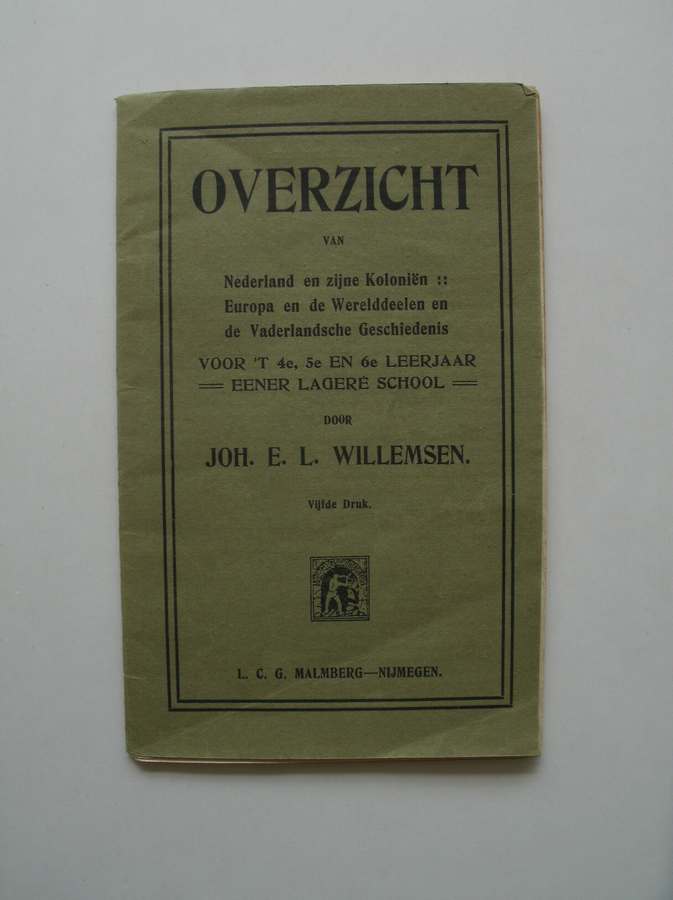 OVERZICHT
VAN
Nederland en zijne Koloniën ::
Europa en de Werelddeelen en
de Vaderlandsche Geschiedenis
VOOR 'T 4e, 5e EN 6e LEERJAAR
EENER LAGERE SCHOOL
DOOR
JOH. E. L. WILLEMSEN.
Vijfde Druk.
L. C. G. MALMBERG—NIJMEGEN.